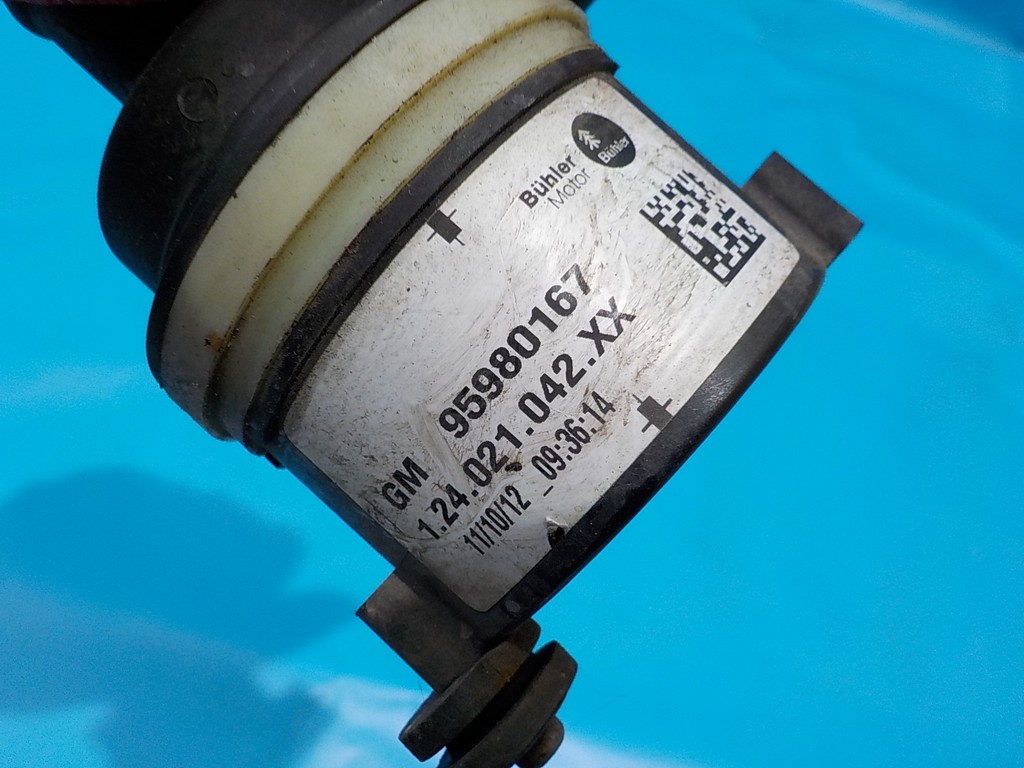 Bühler
Bühler
Motor
GM 95980167
1.24.021.042.XX
11/10/12 _09:36:14